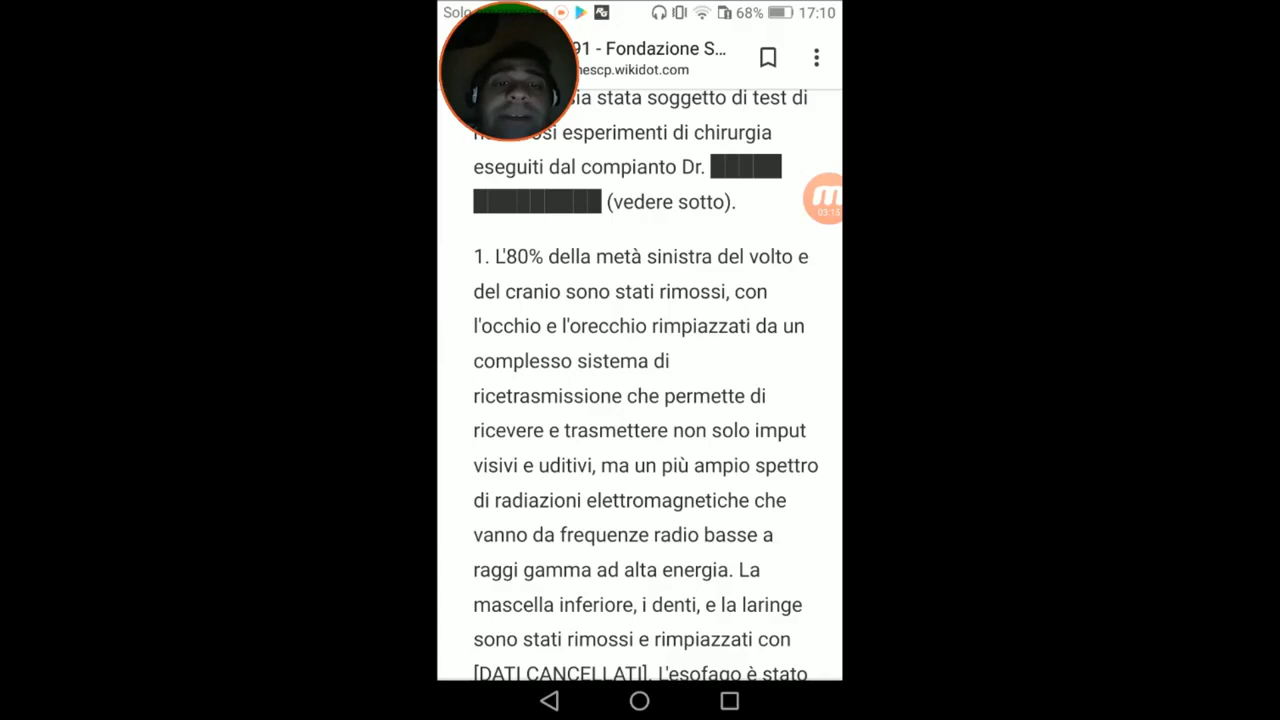 Solo
68% 17:10
91 - Fondazione S...
escp.wikidot.com
sia stata soggetto di test di
esperimenti di chirurgia
eseguiti dal compianto Dr.
(vedere sotto).
03:15
1. L'80% della metà sinistra del volto e
del cranio sono stati rimossi, con
l'occhio e l'orecchio rimpiazzati da un
complesso sistema di
ricetrasmissione che permette di
ricevere e trasmettere non solo imput
visivi e uditivi, ma un più ampio spettro
di radiazioni elettromagnetiche che
vanno da frequenze radio basse a
raggi gamma ad alta energia. La
mascella inferiore, i denti, e la laringe
sono stati rimossi e rimpiazzati con
[DATI CANCELLATI]. L'esofago è stato